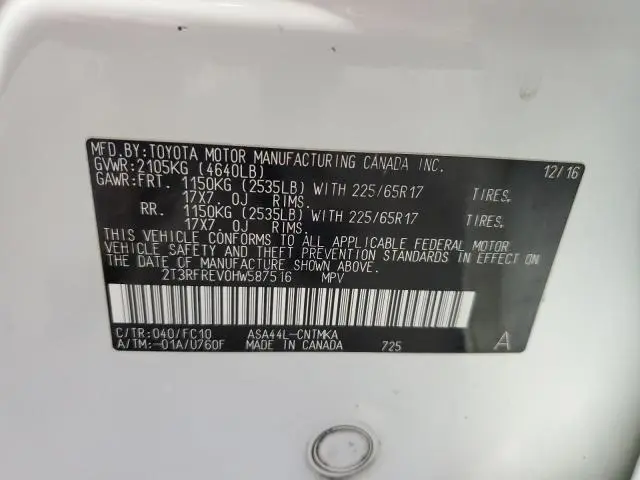 MFD.BY:TOYOTA MOTOR MANUFACTURING CANADA INC. 12/16
GVWR:2105KG (4640LB)
GAWR:FRT. 1150KG (2535LB) WITH 225/65R17 TIRES,
17X7. 0J RIMS.
RR. 1150KG (2535LB) WITH 225/65R17 TIRES,
17X7. 0J RIMS.
THIS VEHICLE CONFORMS TO ALL APPLICABLE FEDERAL MOTOR
VEHICLE SAFETY AND THEFT PREVENTION STANDARDS IN EFFECT ON
THE DATE OF MANUFACTURE SHOWN ABOVE.
2T3RFREV0HW587516 MPV
C/TR:040/FC10 ASA44L-CNTMKA
A/TM:-01A/U760F MADE IN CANADA 725 A